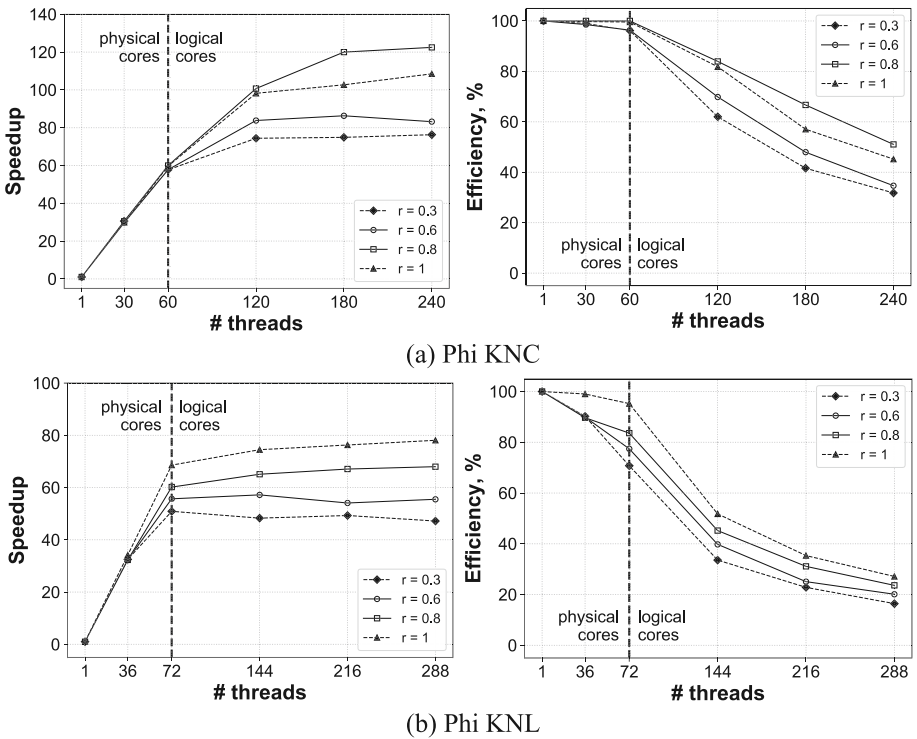 140
120
100
80
60
40
20
0
Speedup
physical cores
logical cores
r = 0.3
r = 0.6
r = 0.8
r = 1
1 30 60 120 180 240
# threads
100
80
60
40
20
0
Efficiency, %
r = 0.3
r = 0.6
r = 0.8
r = 1
physical cores
logical cores
1 30 60 120 180 240
# threads
(a) Phi KNC
100
80
60
40
20
0
Speedup
physical cores
logical cores
r = 0.3
r = 0.6
r = 0.8
r = 1
1 36 72 144 216 288
# threads
100
80
60
40
20
0
Efficiency, %
r = 0.3
r = 0.6
r = 0.8
r = 1
physical cores
logical cores
1 36 72 144 216 288
# threads
(b) Phi KNL